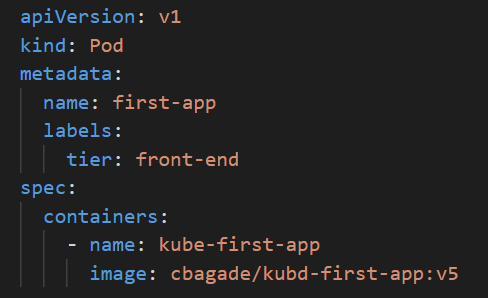 apiVersion: v1
kind: Pod
metadata:
  name: first-app
  labels:
    tier: front-end
spec:
  containers:
    - name: kube-first-app
      image: cbagade/kubd-first-app:v5